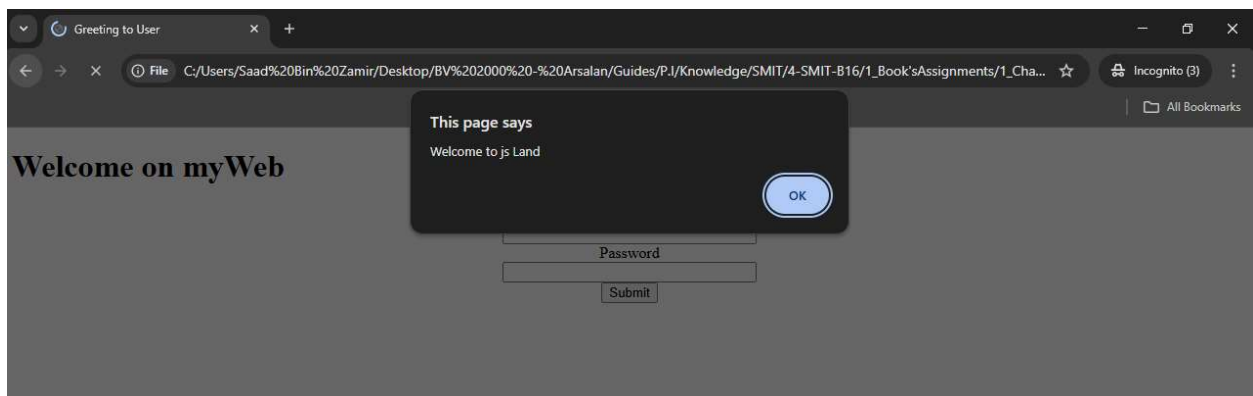 Greeting to User
File C:/Users/Saad%20Bin%20Zamir/Desktop/BV%202000%20-%20Arsalan/Guides/P.I/Knowledge/SMIT/4-SMIT-B16/1_Book'sAssignments/1_Cha... Incognito (3)
All Bookmarks
This page says
Welcome to js Land
OK
Welcome on myWeb
Password
Submit